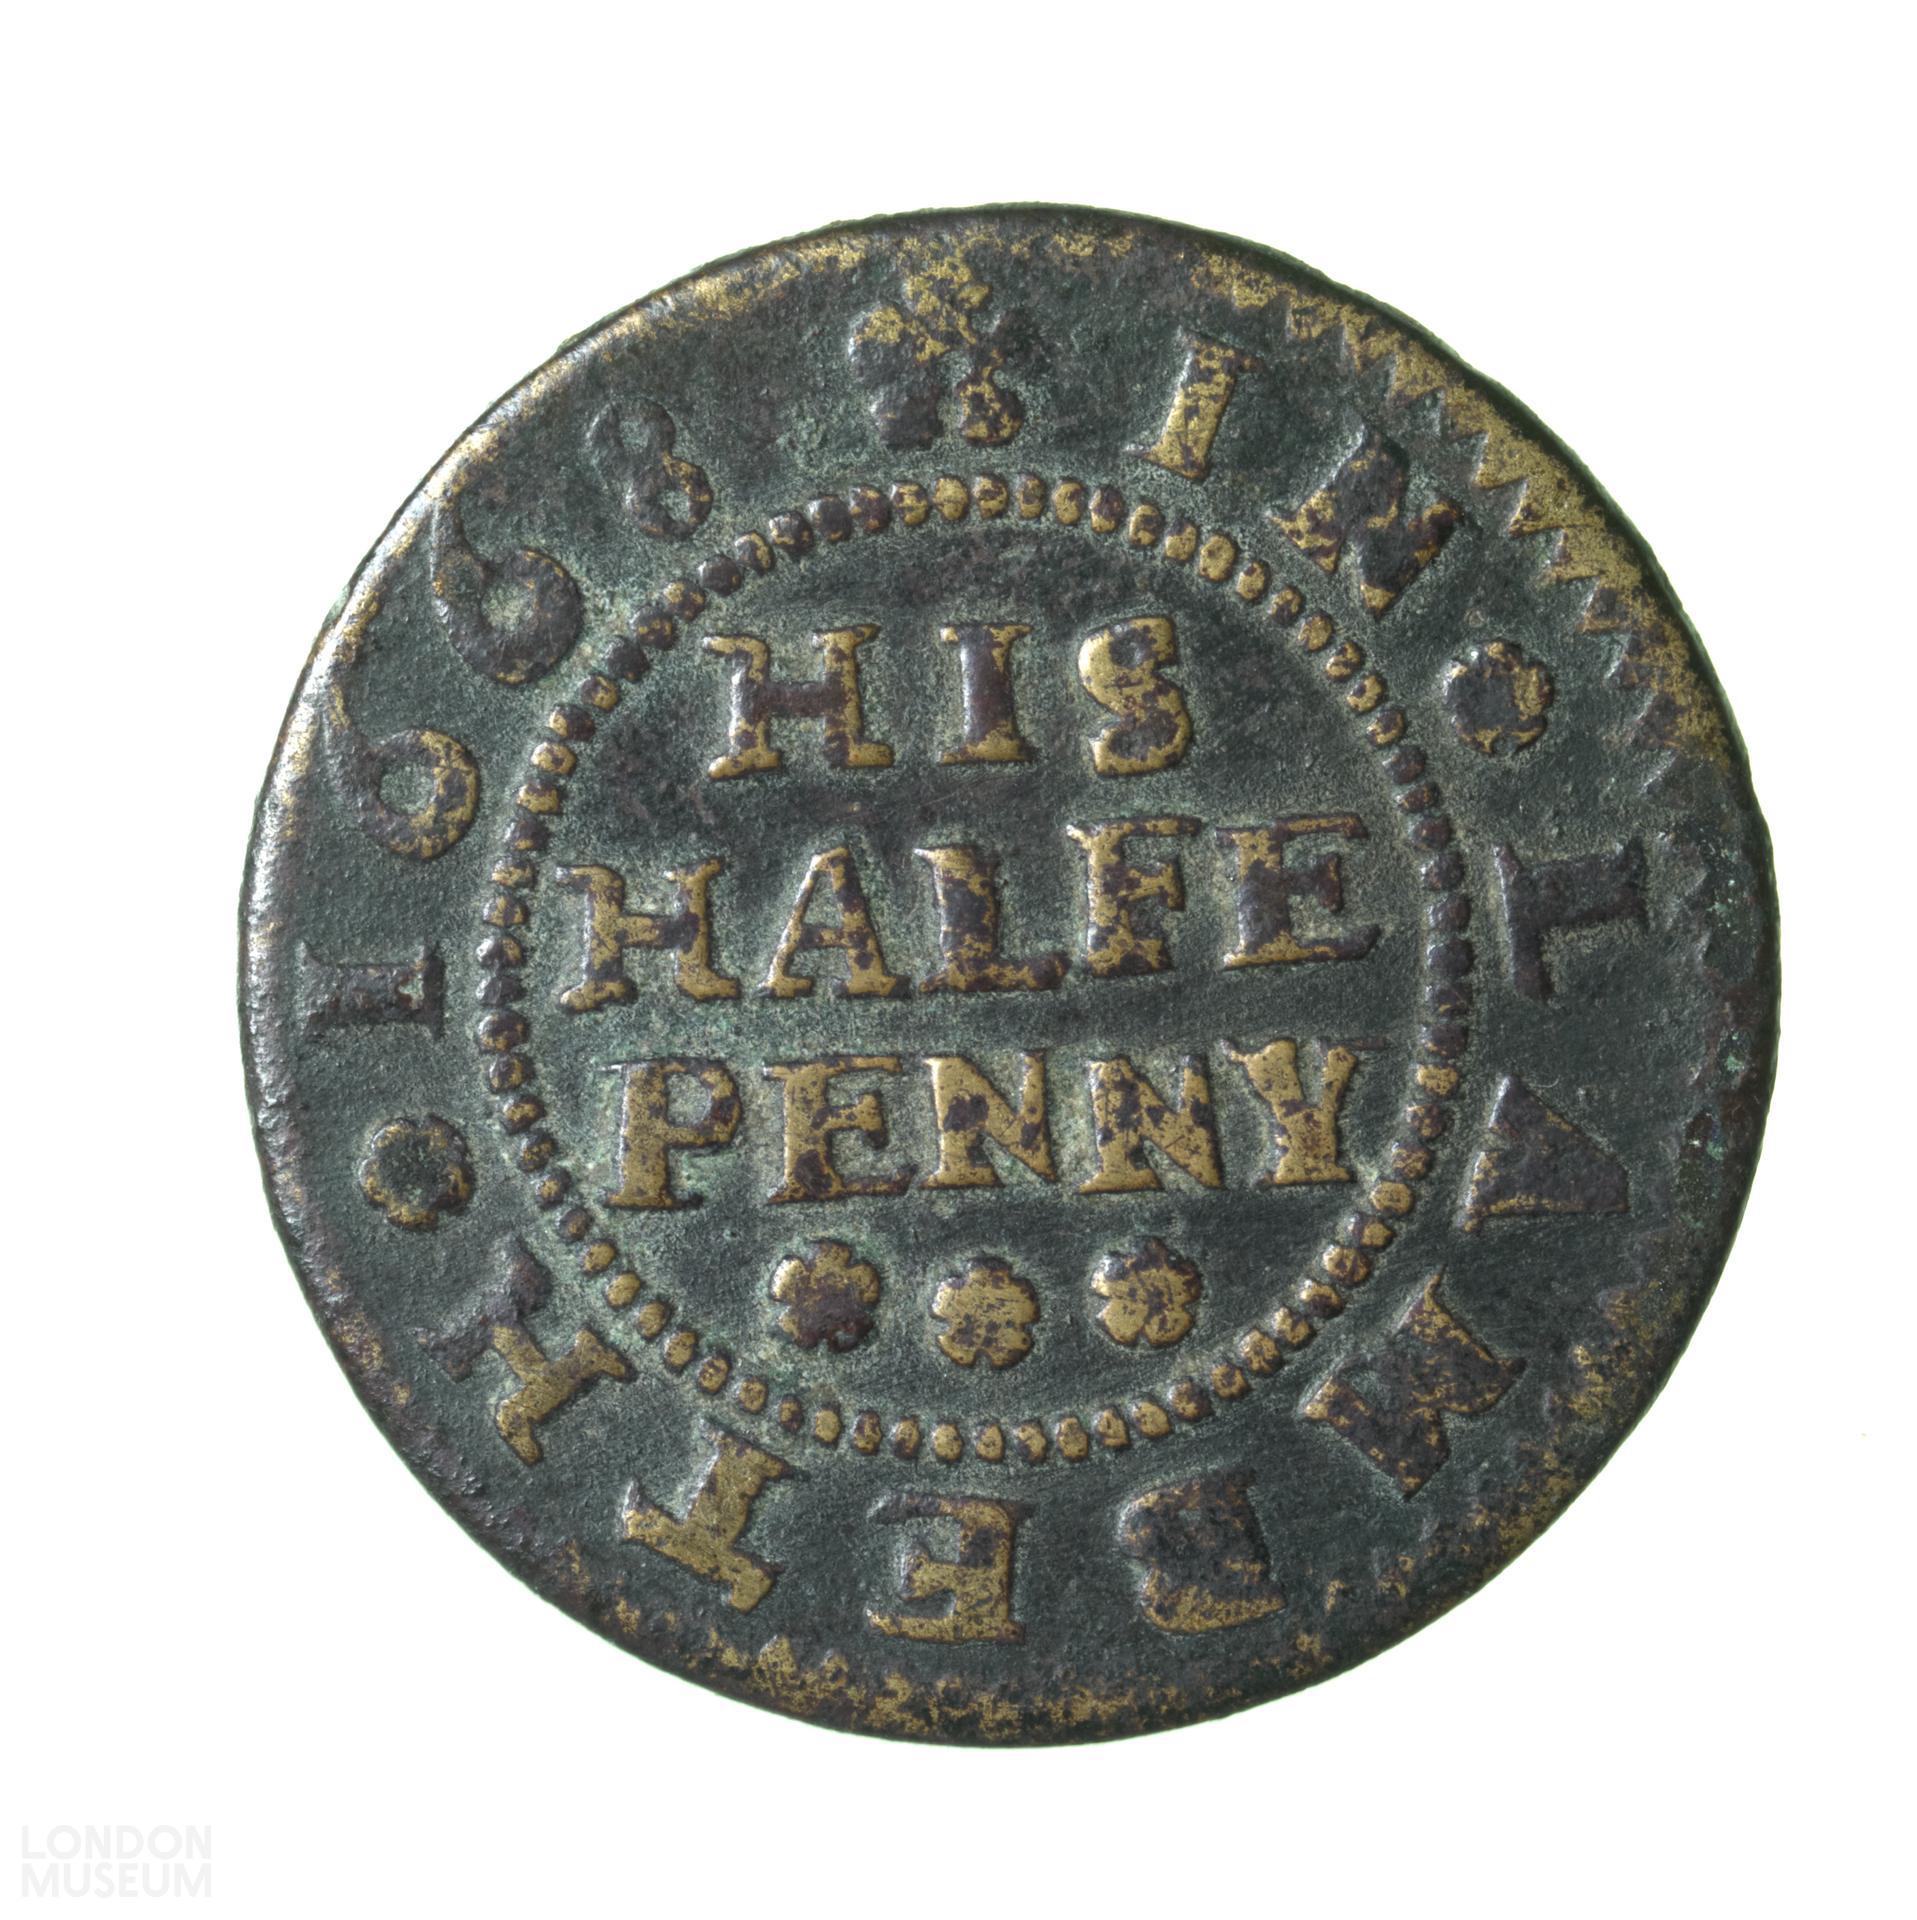 IN LAMBETH 1668
HIS
HALFE
PENNY
LONDON
MUSEUM